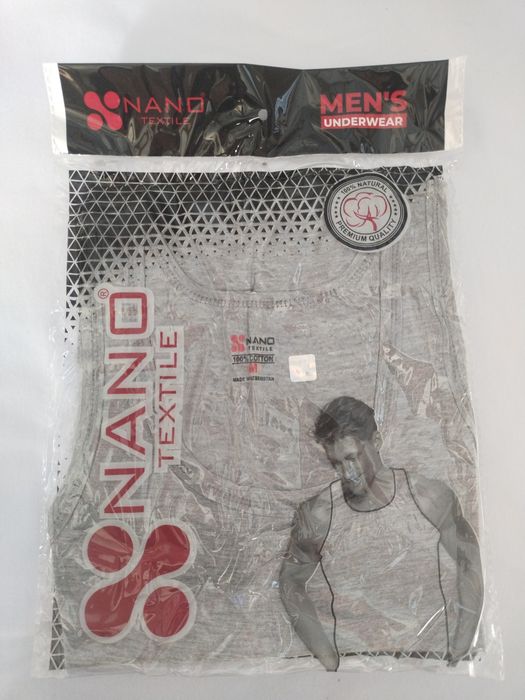 NANO®
TEXTILE
MEN'S
UNDERWEAR
100% NATURAL
PREMIUM QUALITY
NANO®
TEXTILE
NANO
TEXTILE
100% COTTON
M